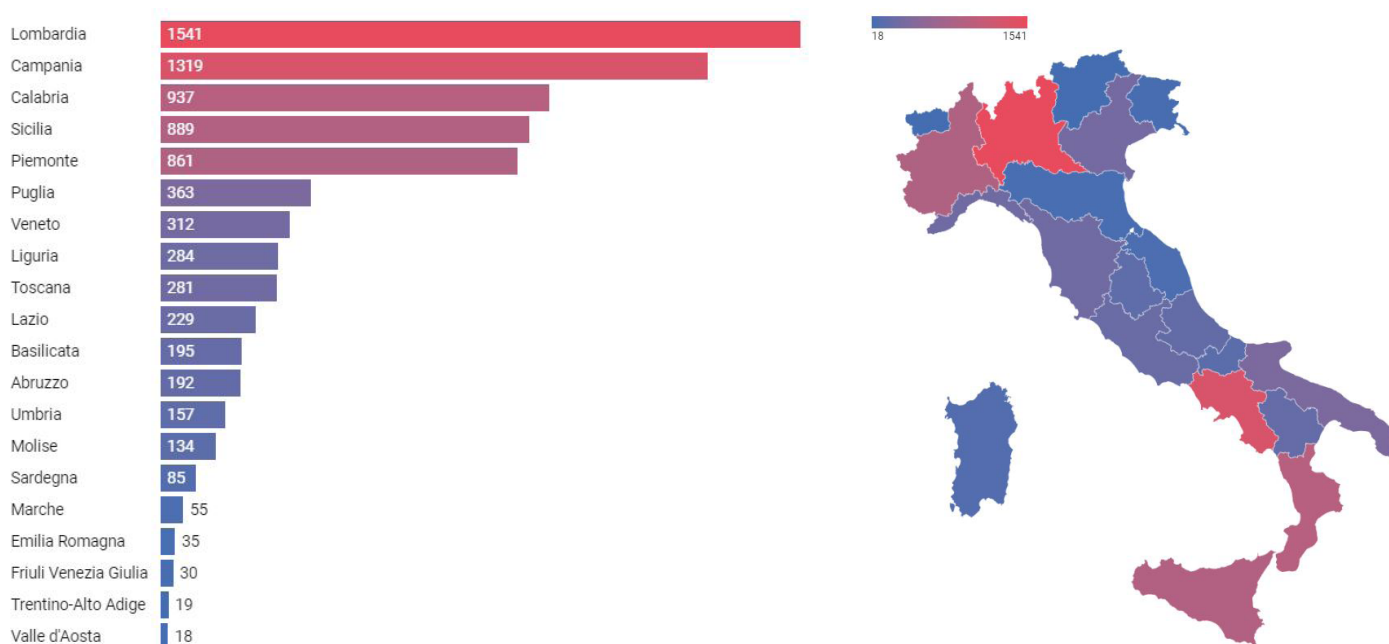 Lombardia 1541
Campania 1319
Calabria 937
Sicilia 889
Piemonte 861
Puglia 363
Veneto 312
Liguria 284
Toscana 281
Lazio 229
Basilicata 195
Abruzzo 192
Umbria 157
Molise 134
Sardegna 85
Marche 55
Emilia Romagna 35
Friuli Venezia Giulia 30
Trentino-Alto Adige 19
Valle d'Aosta 18
18 1541